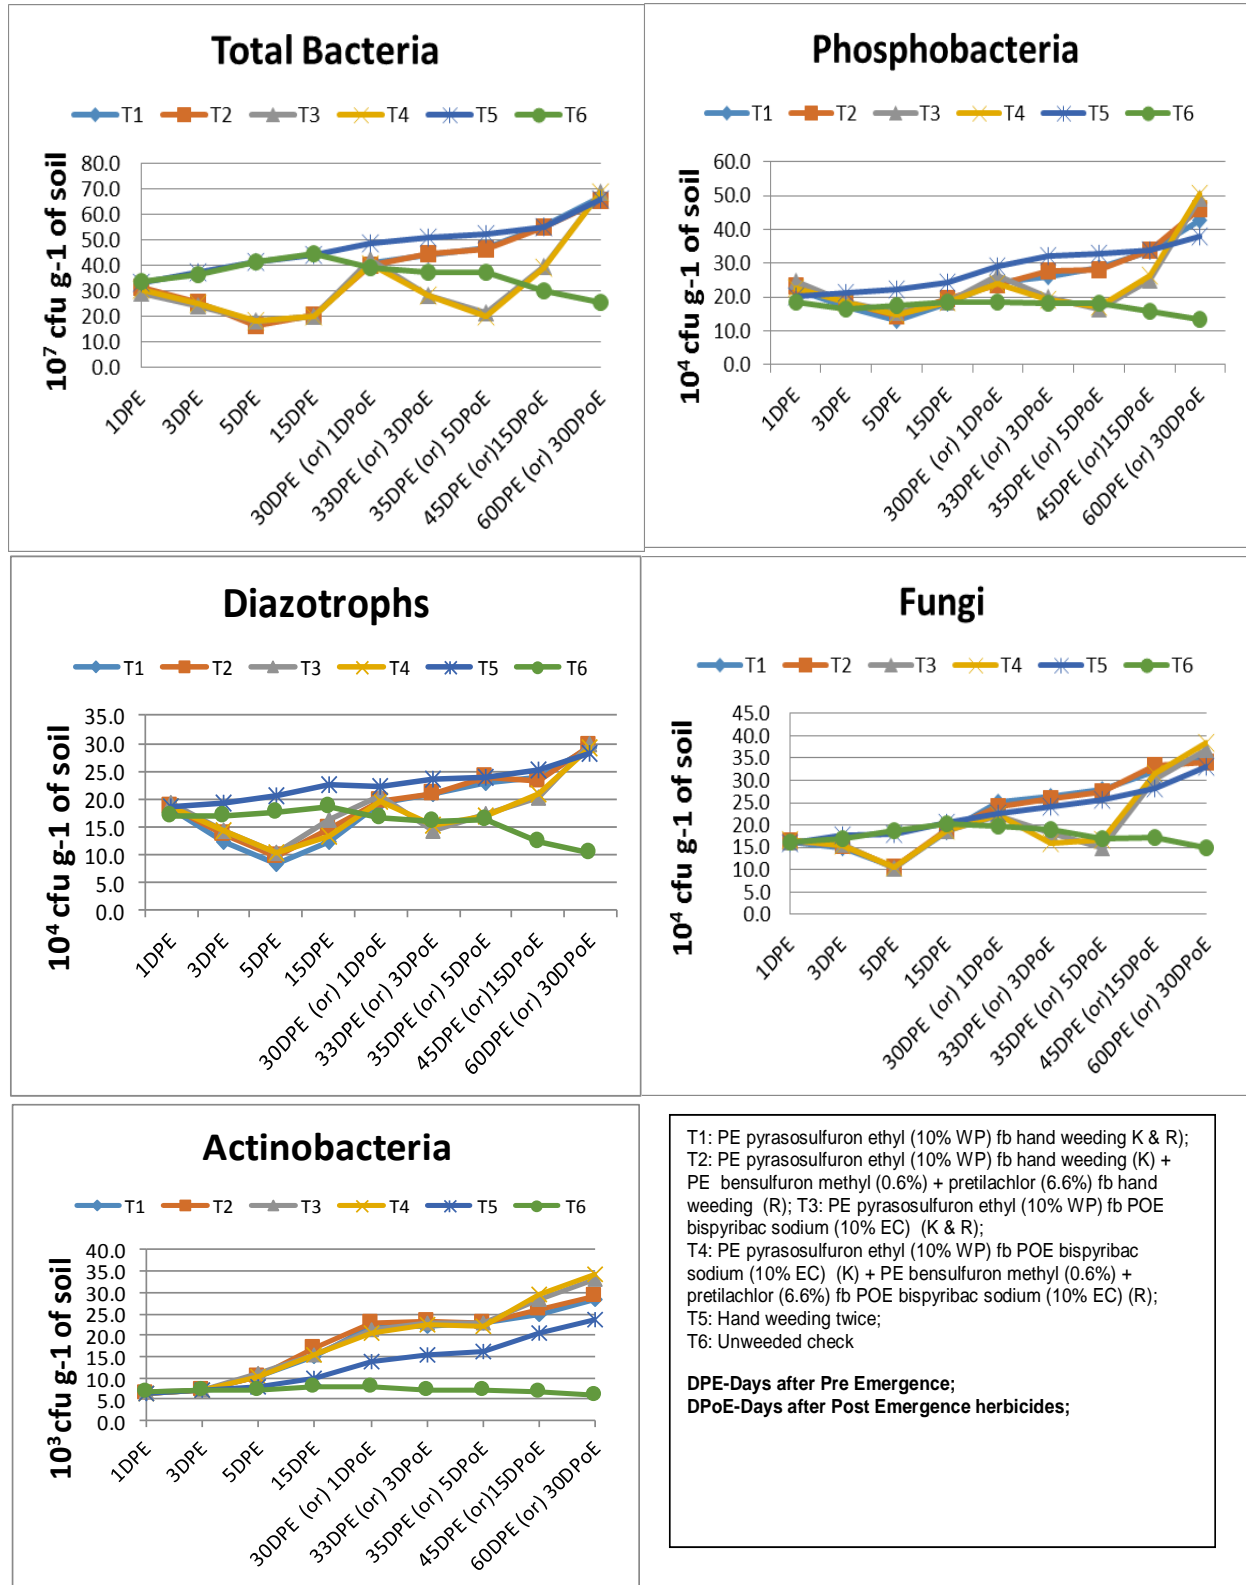 Total Bacteria
T1 T2 T3 T4 T5 T6
10⁷ cfu g-1 of soil
80.0
70.0
60.0
50.0
40.0
30.0
20.0
10.0
0.0
1DPE
3DPE
5DPE
15DPE
30DPE (or) 1DPoE
33DPE (or) 3DPoE
35DPE (or) 5DPoE
45DPE (or)15DPoE
60DPE (or) 30DPoE
Phosphobacteria
T1 T2 T3 T4 T5 T6
10⁴ cfu g-1 of soil
60.0
50.0
40.0
30.0
20.0
10.0
0.0
1DPE
3DPE
5DPE
15DPE
30DPE (or) 1DPoE
33DPE (or) 3DPoE
35DPE (or) 5DPoE
45DPE (or)15DPoE
60DPE (or) 30DPoE
Diazotrophs
T1 T2 T3 T4 T5 T6
10⁴ cfu g-1 of soil
35.0
30.0
25.0
20.0
15.0
10.0
5.0
0.0
1DPE
3DPE
5DPE
15DPE
30DPE (or) 1DPoE
33DPE (or) 3DPoE
35DPE (or) 5DPoE
45DPE (or)15DPoE
60DPE (or) 30DPoE
Fungi
T1 T2 T3 T4 T5 T6
10⁴ cfu g-1 of soil
45.0
40.0
35.0
30.0
25.0
20.0
15.0
10.0
5.0
0.0
1DPE
3DPE
5DPE
15DPE
30DPE (or) 1DPoE
33DPE (or) 3DPoE
35DPE (or) 5DPoE
45DPE (or)15DPoE
60DPE (or) 30DPoE
Actinobacteria
T1 T2 T3 T4 T5 T6
10³ cfu g-1 of soil
40.0
35.0
30.0
25.0
20.0
15.0
10.0
5.0
0.0
1DPE
3DPE
5DPE
15DPE
30DPE (or) 1DPoE
33DPE (or) 3DPoE
35DPE (or) 5DPoE
45DPE (or)15DPoE
60DPE (or) 30DPoE
T1: PE pyrasosulfuron ethyl (10% WP) fb hand weeding K & R);
T2: PE pyrasosulfuron ethyl (10% WP) fb hand weeding (K) +
PE bensulfuron methyl (0.6%) + pretilachlor (6.6%) fb hand
weeding (R); T3: PE pyrasosulfuron ethyl (10% WP) fb POE
bispyribac sodium (10% EC) (K & R);
T4: PE pyrasosulfuron ethyl (10% WP) fb POE bispyribac
sodium (10% EC) (K) + PE bensulfuron methyl (0.6%) +
pretilachlor (6.6%) fb POE bispyribac sodium (10% EC) (R);
T5: Hand weeding twice;
T6: Unweeded check
DPE-Days after Pre Emergence;
DPoE-Days after Post Emergence herbicides;